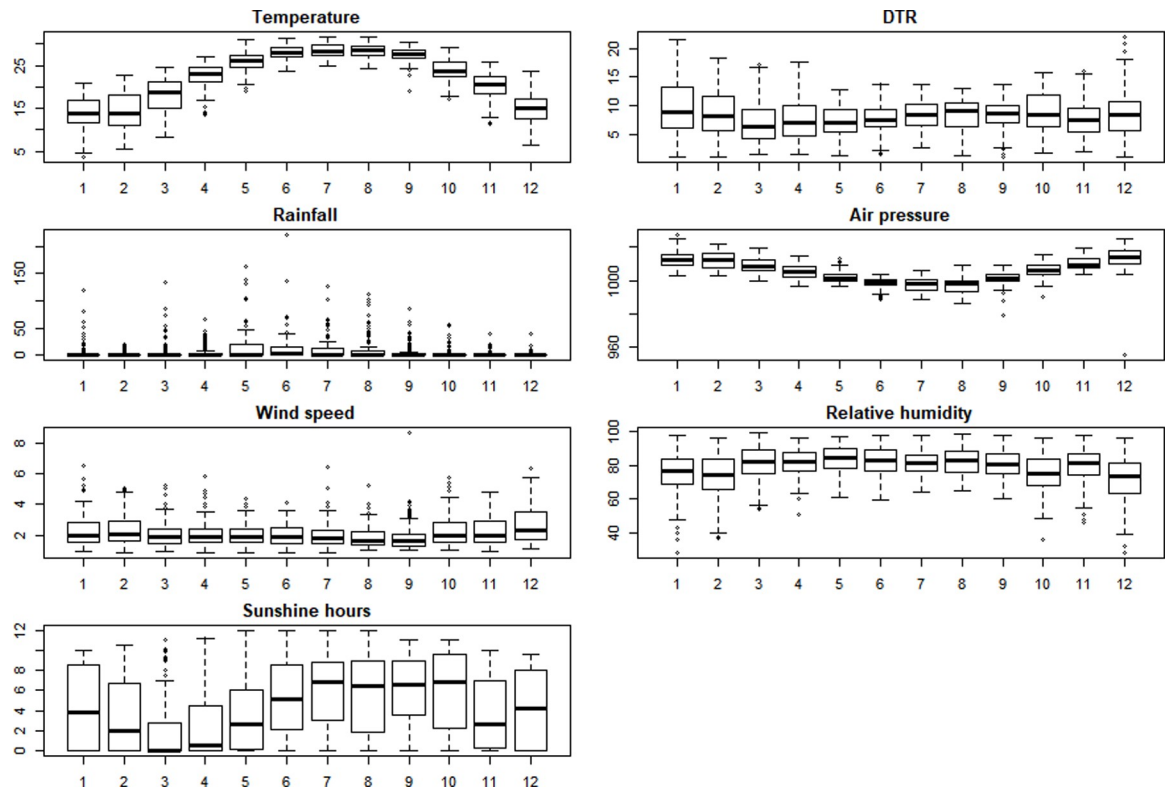 Temperature
25
15
5
1 2 3 4 5 6 7 8 9 10 11 12
DTR
20
15
10
5
1 2 3 4 5 6 7 8 9 10 11 12
Rainfall
150
50
0
1 2 3 4 5 6 7 8 9 10 11 12
Air pressure
1000
960
1 2 3 4 5 6 7 8 9 10 11 12
Wind speed
8
6
4
2
1 2 3 4 5 6 7 8 9 10 11 12
Relative humidity
100
80
60
40
1 2 3 4 5 6 7 8 9 10 11 12
Sunshine hours
12
8
6
4
2
0
1 2 3 4 5 6 7 8 9 10 11 12